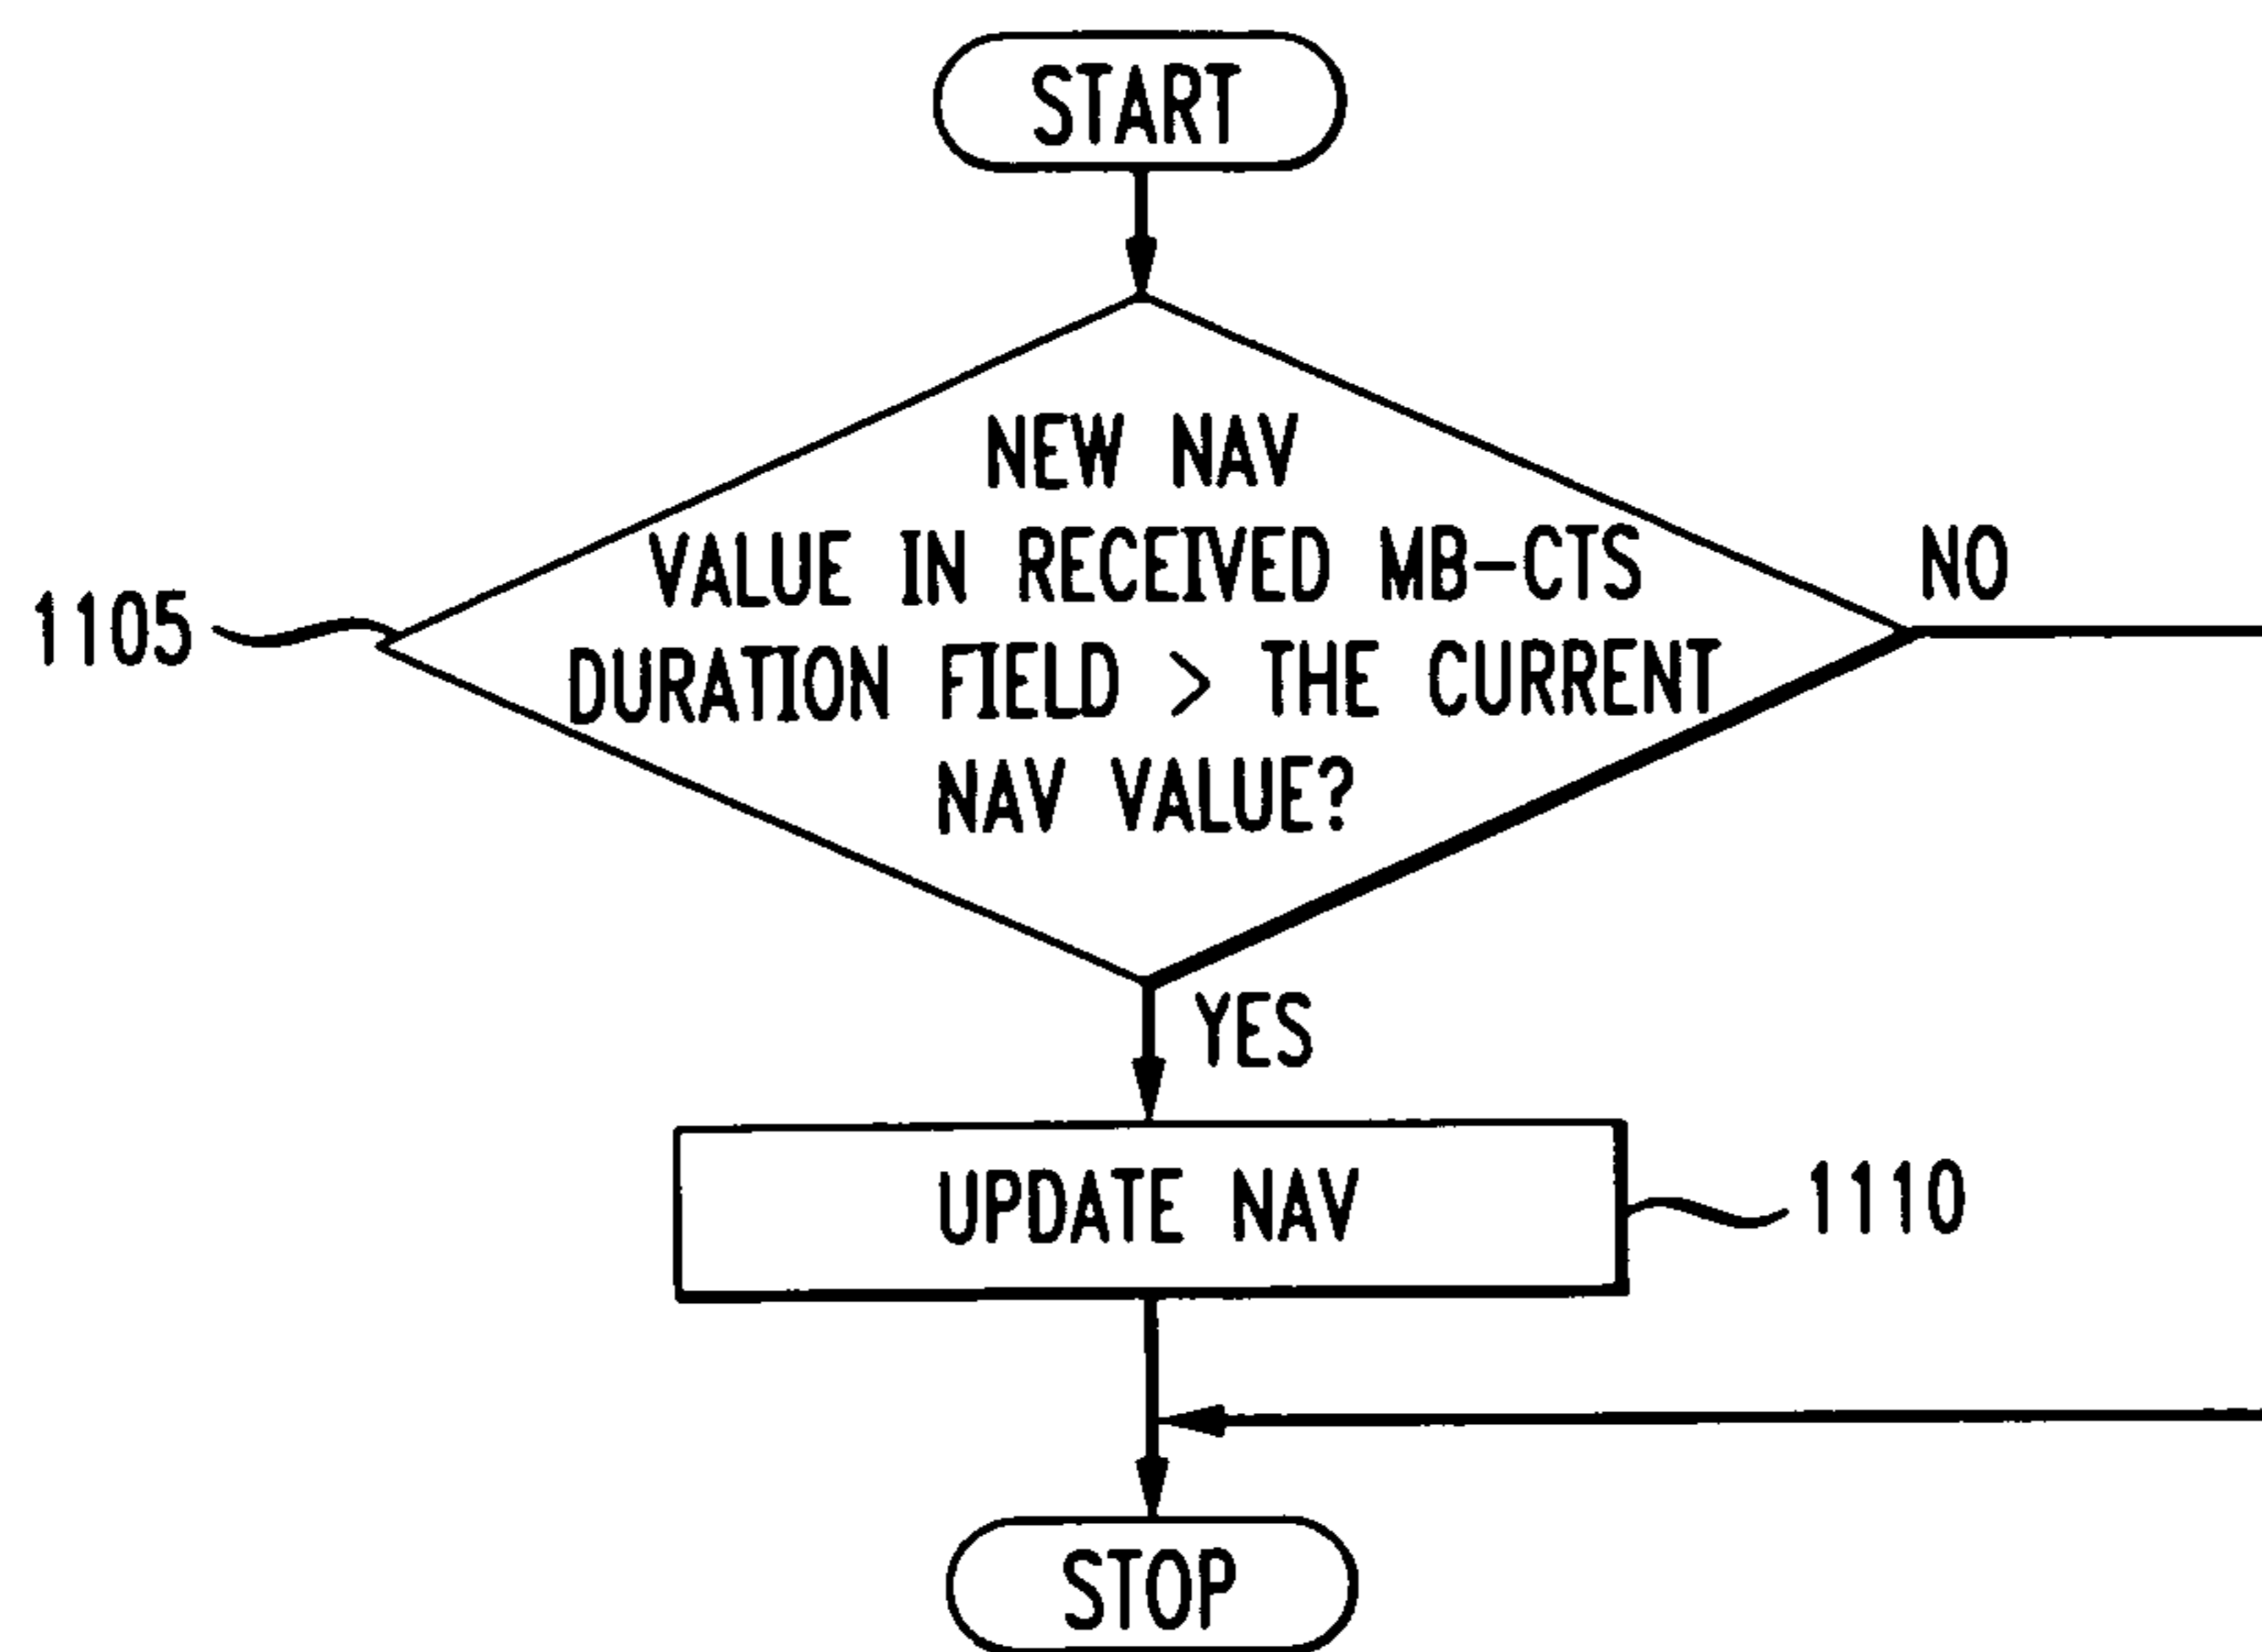 START
NEW NAV
VALUE IN RECEIVED MB-CTS
DURATION FIELD > THE CURRENT
NAV VALUE?
NO
1105
YES
UPDATE NAV
1110
STOP